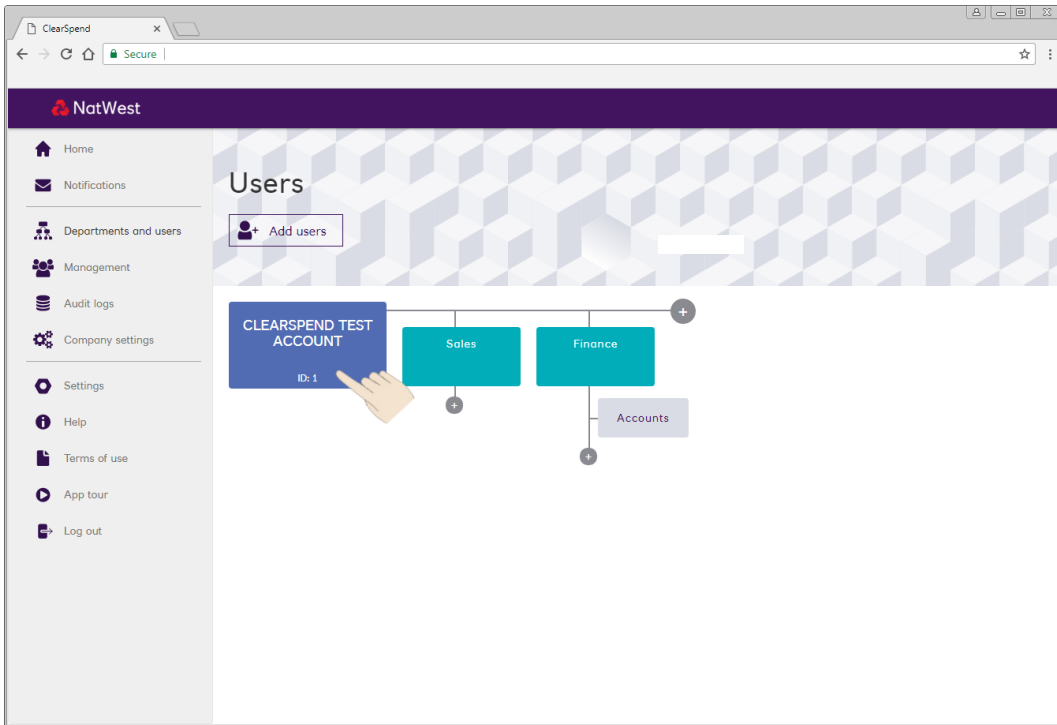 ClearSpend
Secure
NatWest
Home
Notifications
Departments and users
Management
Audit logs
Company settings
Settings
Help
Terms of use
App tour
Log out
Users
Add users
CLEARSPEND TEST
ACCOUNT
ID: 1
Sales
Finance
Accounts